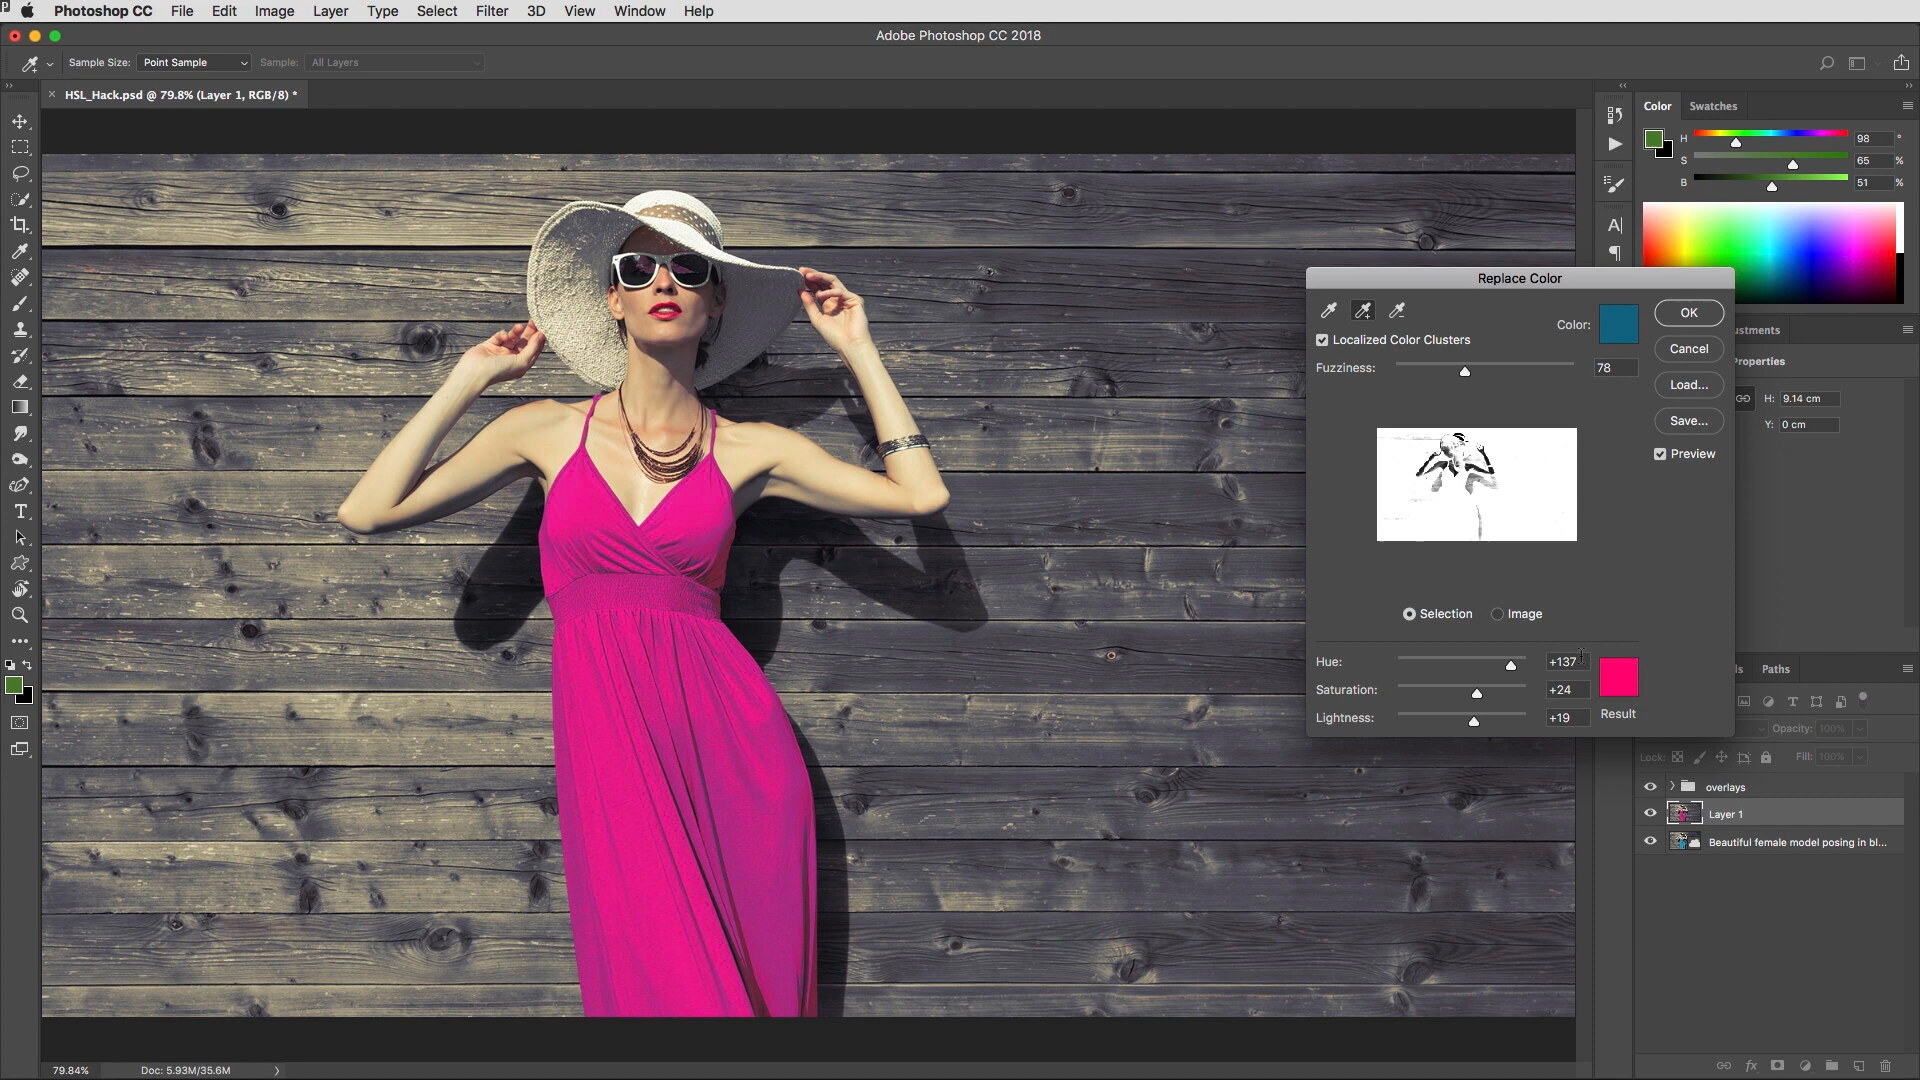 Photoshop CC File Edit Image Layer Type Select Filter 3D View Window Help
Adobe Photoshop CC 2018
Sample Size: Point Sample Sample: All Layers
HSL_Hack.psd @ 79.8% (Layer 1, RGB/8) *
Color Swatches
H 98 °
S 65 %
B 51 %
Replace Color
Color:
OK
Localized Color Clusters
Cancel
Fuzziness: 78
Load...
Save...
Preview
Selection Image
Hue: +137
Saturation: +24
Lightness: +19
Result
ustments
Properties
H: 9.14 cm
Y: 0 cm
ls Paths
Opacity: 100%
Lock: Fill: 100%
overlays
Layer 1
Beautiful female model posing in bl...
79.84% Doc: 5.93M/35.6M